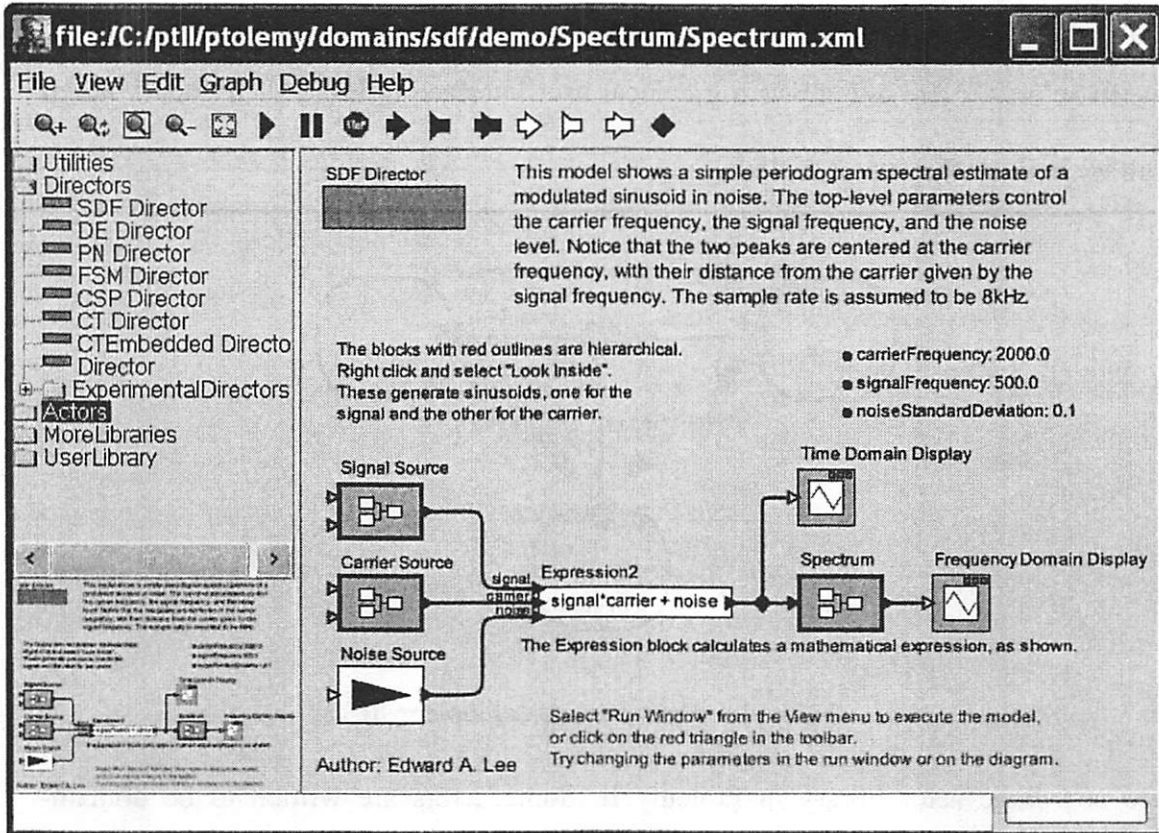 file:/C:/ptII/ptolemy/domains/sdf/demo/Spectrum/Spectrum.xml
File View Edit Graph Debug Help
STOP
Utilities
Directors
SDF Director
DE Director
PN Director
FSM Director
CSP Director
CT Director
CTEmbedded Directo
Director
ExperimentalDirectors
Actors
MoreLibraries
UserLibrary
SDF Director
This model shows a simple periodogram spectral estimate of a
modulated sinusoid in noise. The top-level parameters control
the carrier frequency, the signal frequency, and the noise
level. Notice that the two peaks are centered at the carrier
frequency, with their distance from the carrier given by the
signal frequency. The sample rate is assumed to be 8kHz.
The blocks with red outlines are hierarchical.
Right click and select "Look Inside".
These generate sinusoids, one for the
signal and the other for the carrier.
carrierFrequency: 2000.0
signalFrequency: 500.0
noiseStandardDeviation: 0.1
Time Domain Display
Signal Source
Carrier Source
Noise Source
signal
carrier
noise
Expression2
signal*carrier + noise
Spectrum
Frequency Domain Display
The Expression block calculates a mathematical expression, as shown.
Select "Run Window" from the View menu to execute the model,
or click on the red triangle in the toolbar.
Try changing the parameters in the run window or on the diagram.
Author: Edward A. Lee